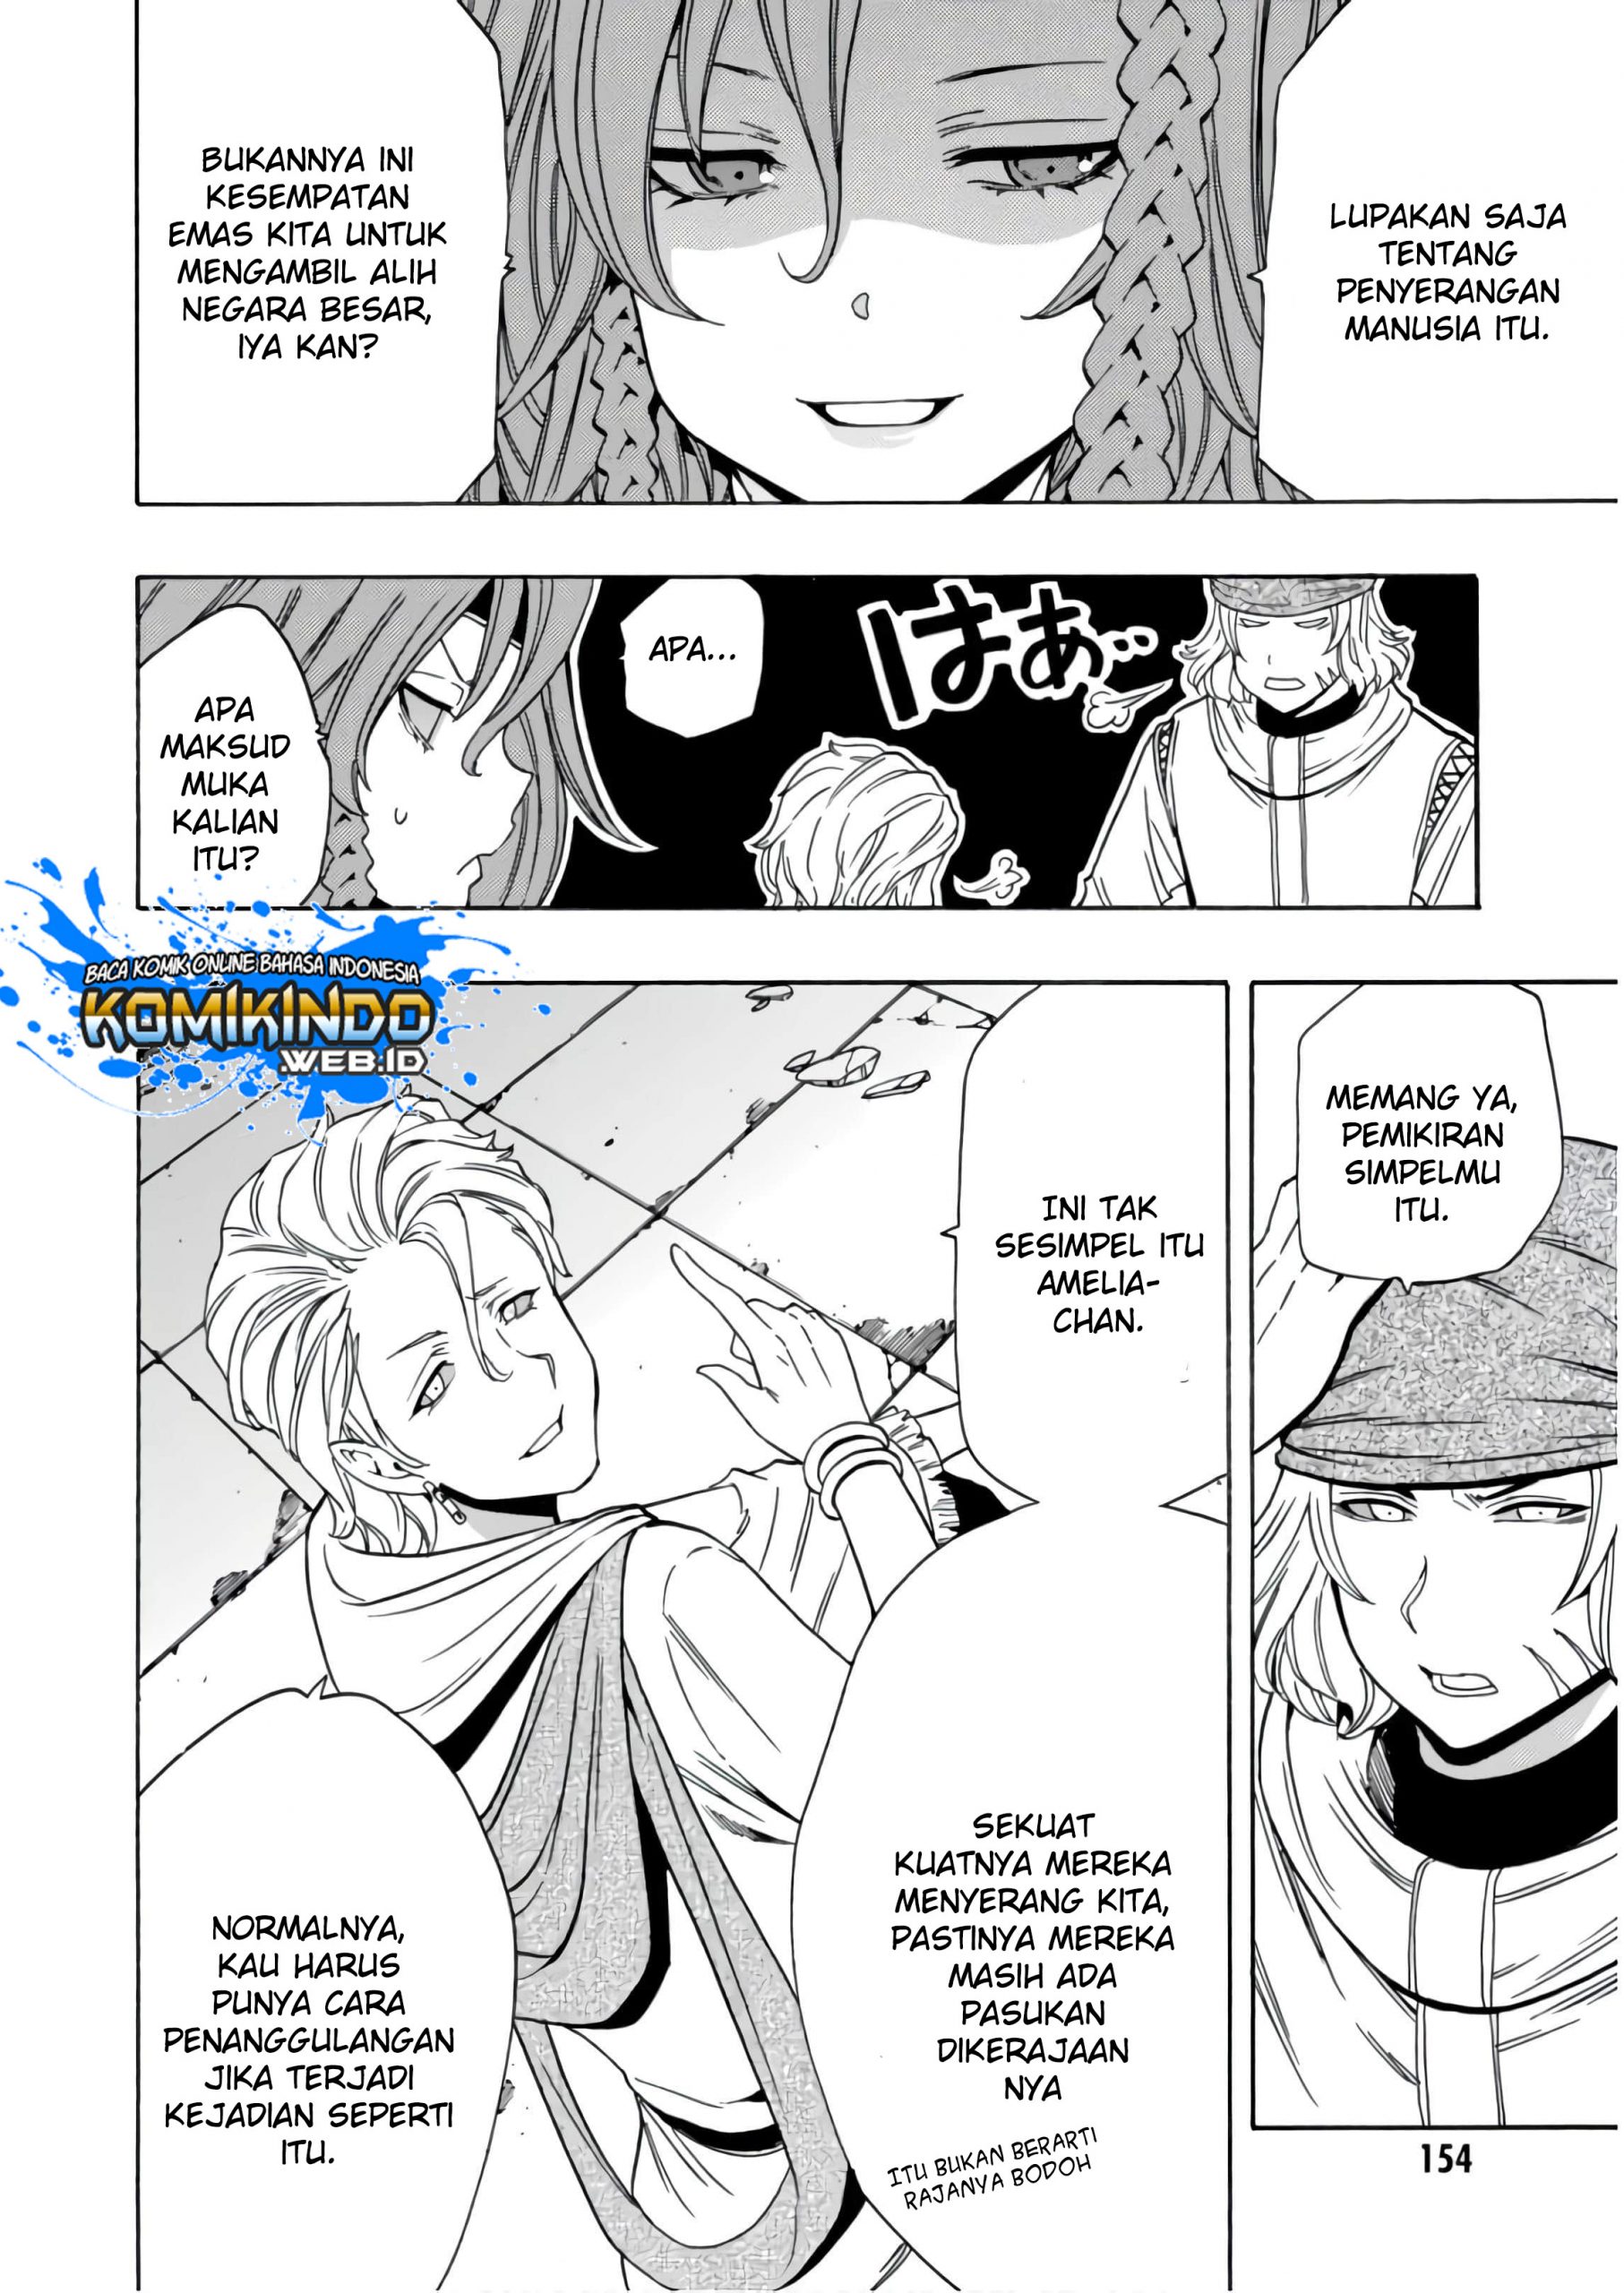 LUPAKAN SAJA
TENTANG
PENYERANGAN
MANUSIA ITU.
BUKANNYA INI
KESEMPATAN
EMAS KITA UNTUK
MENGAMBIL ALIH
NEGARA BESAR,
IYA KAN?
はあ…
APA...
APA
MAKSUD
MUKA
KALIAN
ITU?
BACA KOMIK ONLINE BAHASA INDONESIA
KOMIKINDO
.WEB.ID
MEMANG YA,
PEMIKIRAN
SIMPELMU
ITU.
INI TAK
SESIMPEL ITU
AMELIA-
CHAN.
SEKUAT
KUATNYA MEREKA
MENYERANG KITA,
PASTINYA MEREKA
MASIH ADA
PASUKAN
DIKERAJAAN
NYA
ITU BUKAN BERARTI
RAJANYA BODOH
NORMALNYA,
KAU HARUS
PUNYA CARA
PENANGGULANGAN
JIKA TERJADI
KEJADIAN SEPERTI
ITU.
154